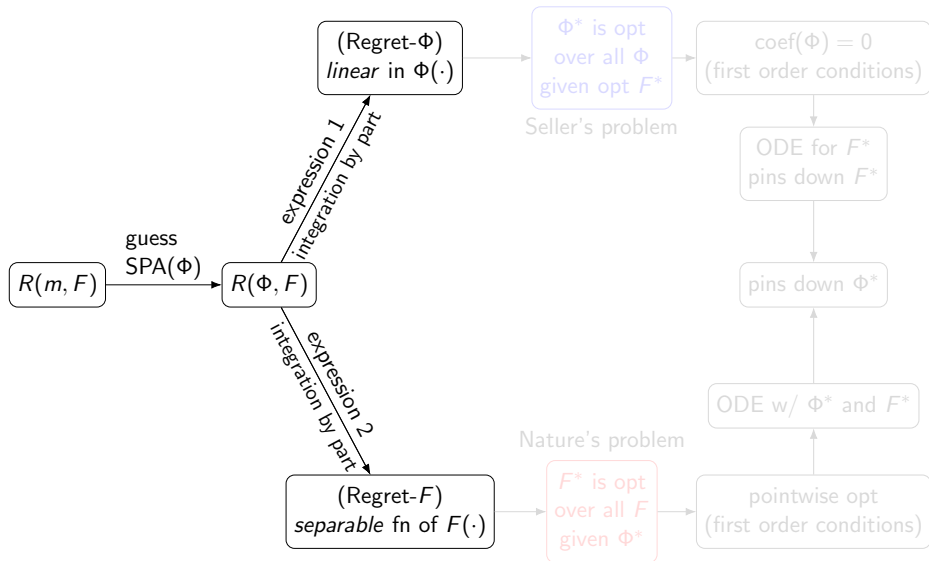 (Regret-Φ)
linear in Φ(·)
Φ* is opt
over all Φ
given opt F*
Seller's problem
coef(Φ) = 0
(first order conditions)
ODE for F*
pins down F*
expression 1
integration by part
guess
SPA(Φ)
R(m, F)
R(Φ, F)
pins down Φ*
expression 2
integration by part
ODE w/ Φ* and F*
Nature's problem
(Regret-F)
separable fn of F(·)
F* is opt
over all F
given Φ*
pointwise opt
(first order conditions)